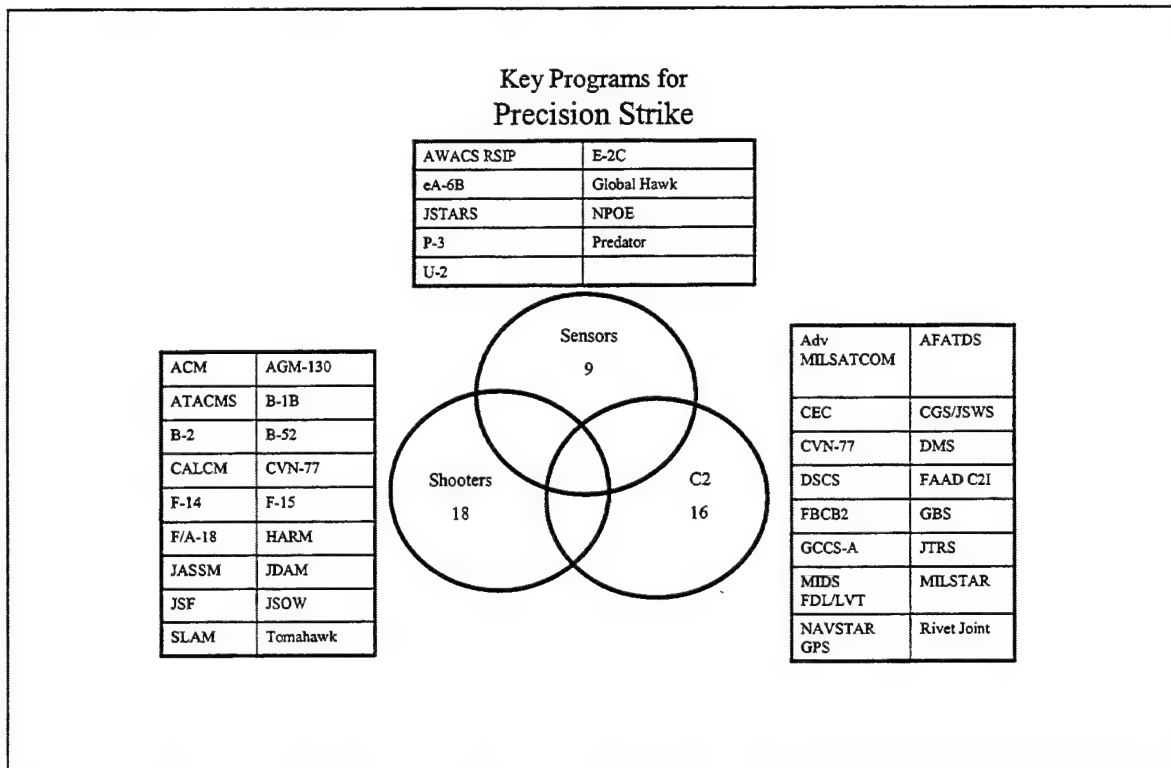 Key Programs for
Precision Strike
AWACS RSIP E-2C
eA-6B Global Hawk
JSTARS NPOE
P-3 Predator
U-2
Sensors
9
Shooters
18
C2
16
ACM AGM-130
ATACMS B-1B
B-2 B-52
CALCM CVN-77
F-14 F-15
F/A-18 HARM
JASSM JDAM
JSF JSOW
SLAM Tomahawk
Adv AFATDS
MILSATCOM
CEC CGS/JSWS
CVN-77 DMS
DSCS FAAD C2I
FBCB2 GBS
GCCS-A JTRS
MIDS MILSTAR
FDL/LVT
NAVSTAR Rivet Joint
GPS